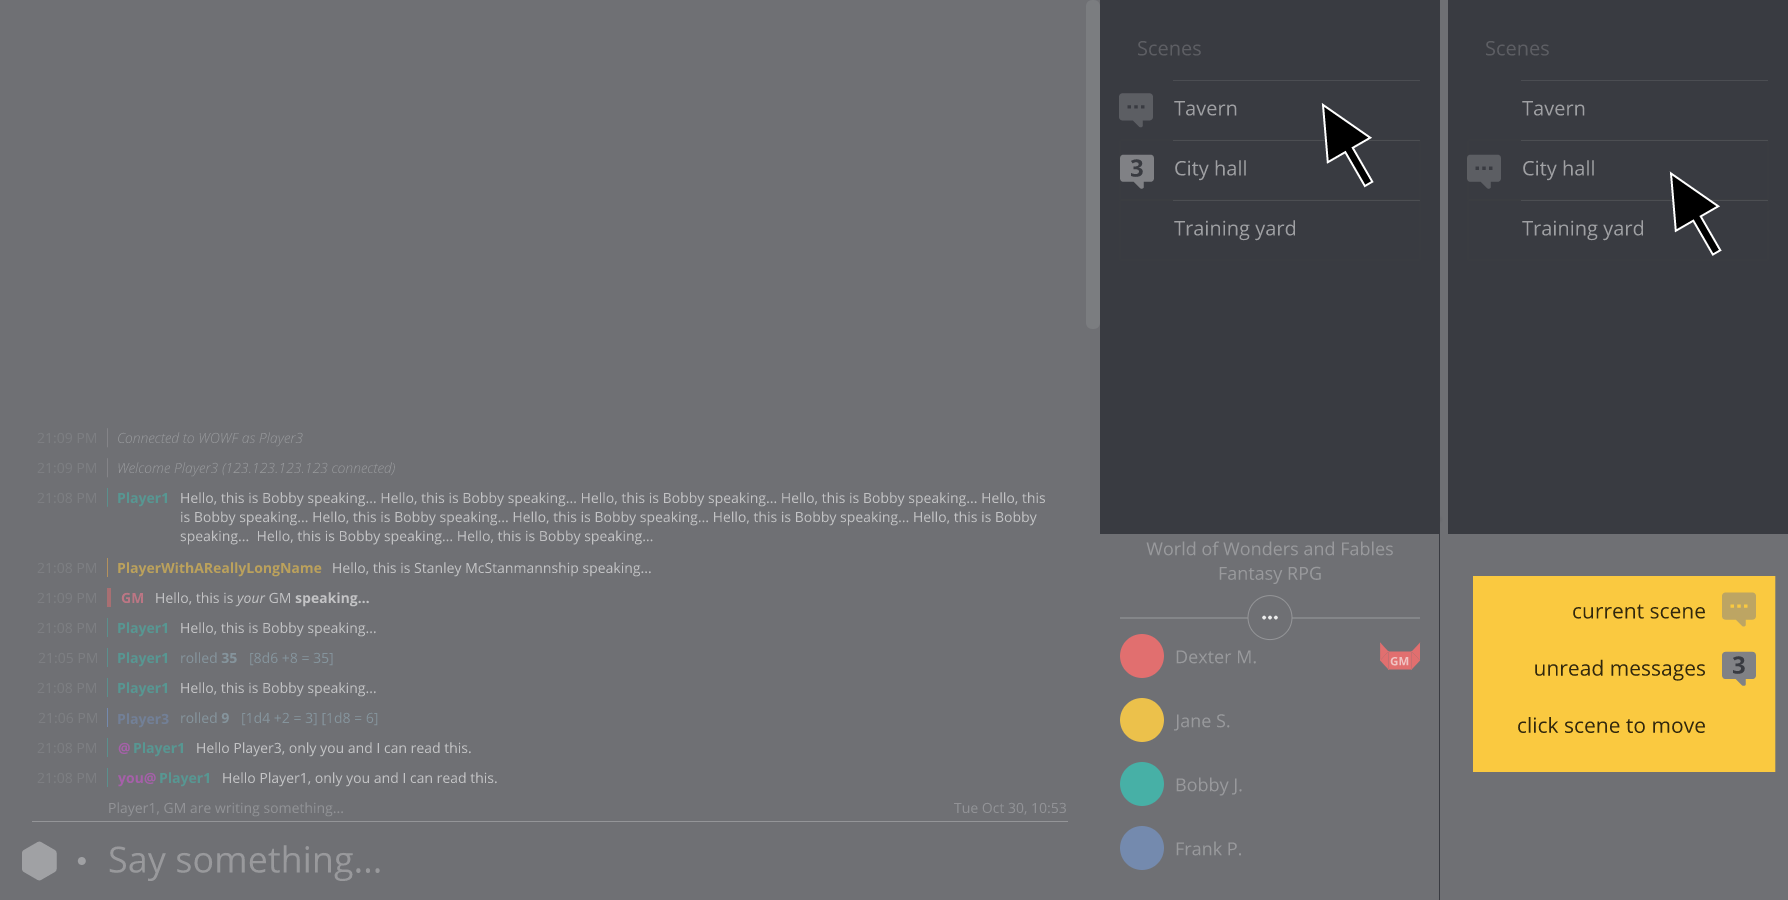 Scenes
Tavern
3 City hall
Training yard
Scenes
Tavern
City hall
Training yard
21:09 PM Connected to WOWF as Player3
21:09 PM Welcome Player3 (123.123.123.123 connected)
21:08 PM Player1 Hello, this is Bobby speaking... Hello, this is Bobby speaking... Hello, this is Bobby speaking... Hello, this is Bobby speaking... Hello, this
is Bobby speaking... Hello, this is Bobby speaking... Hello, this is Bobby speaking... Hello, this is Bobby speaking... Hello, this is Bobby
speaking... Hello, this is Bobby speaking... Hello, this is Bobby speaking...
21:08 PM PlayerWithAReallyLongName Hello, this is Stanley McStanmannship speaking...
21:09 PM GM Hello, this is your GM speaking...
21:08 PM Player1 Hello, this is Bobby speaking...
21:05 PM Player1 rolled 35 [8d6 +8 = 35]
21:08 PM Player1 Hello, this is Bobby speaking...
21:06 PM Player3 rolled 9 [1d4 +2 = 3] [1d8 = 6]
21:08 PM @Player1 Hello Player3, only you and I can read this.
21:08 PM you@Player1 Hello Player1, only you and I can read this.
Player1, GM are writing something...
Tue Oct 30, 10:53
Say something...
World of Wonders and Fables
Fantasy RPG
Dexter M. GM
Jane S.
Bobby J.
Frank P.
current scene
unread messages 3
click scene to move